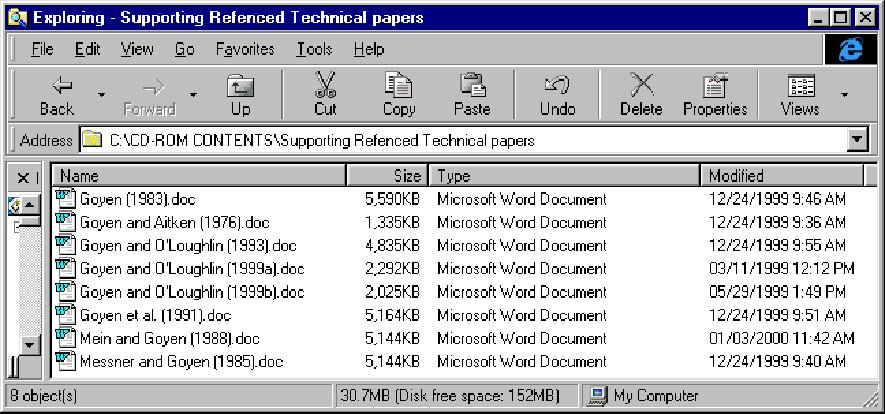 Exploring - Supporting Refenced Technical papers
File Edit View Go Favorites Tools Help
Back Forward Up Cut Copy Paste Undo Delete Properties Views
Address C:\CD-ROM CONTENTS\Supporting Refenced Technical papers
Name Size Type Modified
Goyen (1983).doc 5,590KB Microsoft Word Document 12/24/1999 9:46 AM
Goyen and Aitken (1976).doc 1,335KB Microsoft Word Document 12/24/1999 9:36 AM
Goyen and O'Loughlin (1993).doc 4,835KB Microsoft Word Document 12/24/1999 9:55 AM
Goyen and O'Loughlin (1999a).doc 2,292KB Microsoft Word Document 03/11/1999 12:12 PM
Goyen and O'Loughlin (1999b).doc 2,025KB Microsoft Word Document 05/29/1999 1:49 PM
Goyen et al. (1991).doc 5,164KB Microsoft Word Document 12/24/1999 9:51 AM
Mein and Goyen (1988).doc 5,144KB Microsoft Word Document 01/03/2000 11:42 AM
Messner and Goyen (1985).doc 5,144KB Microsoft Word Document 12/24/1999 9:40 AM
8 object(s) 30.7MB (Disk free space: 152MB) My Computer